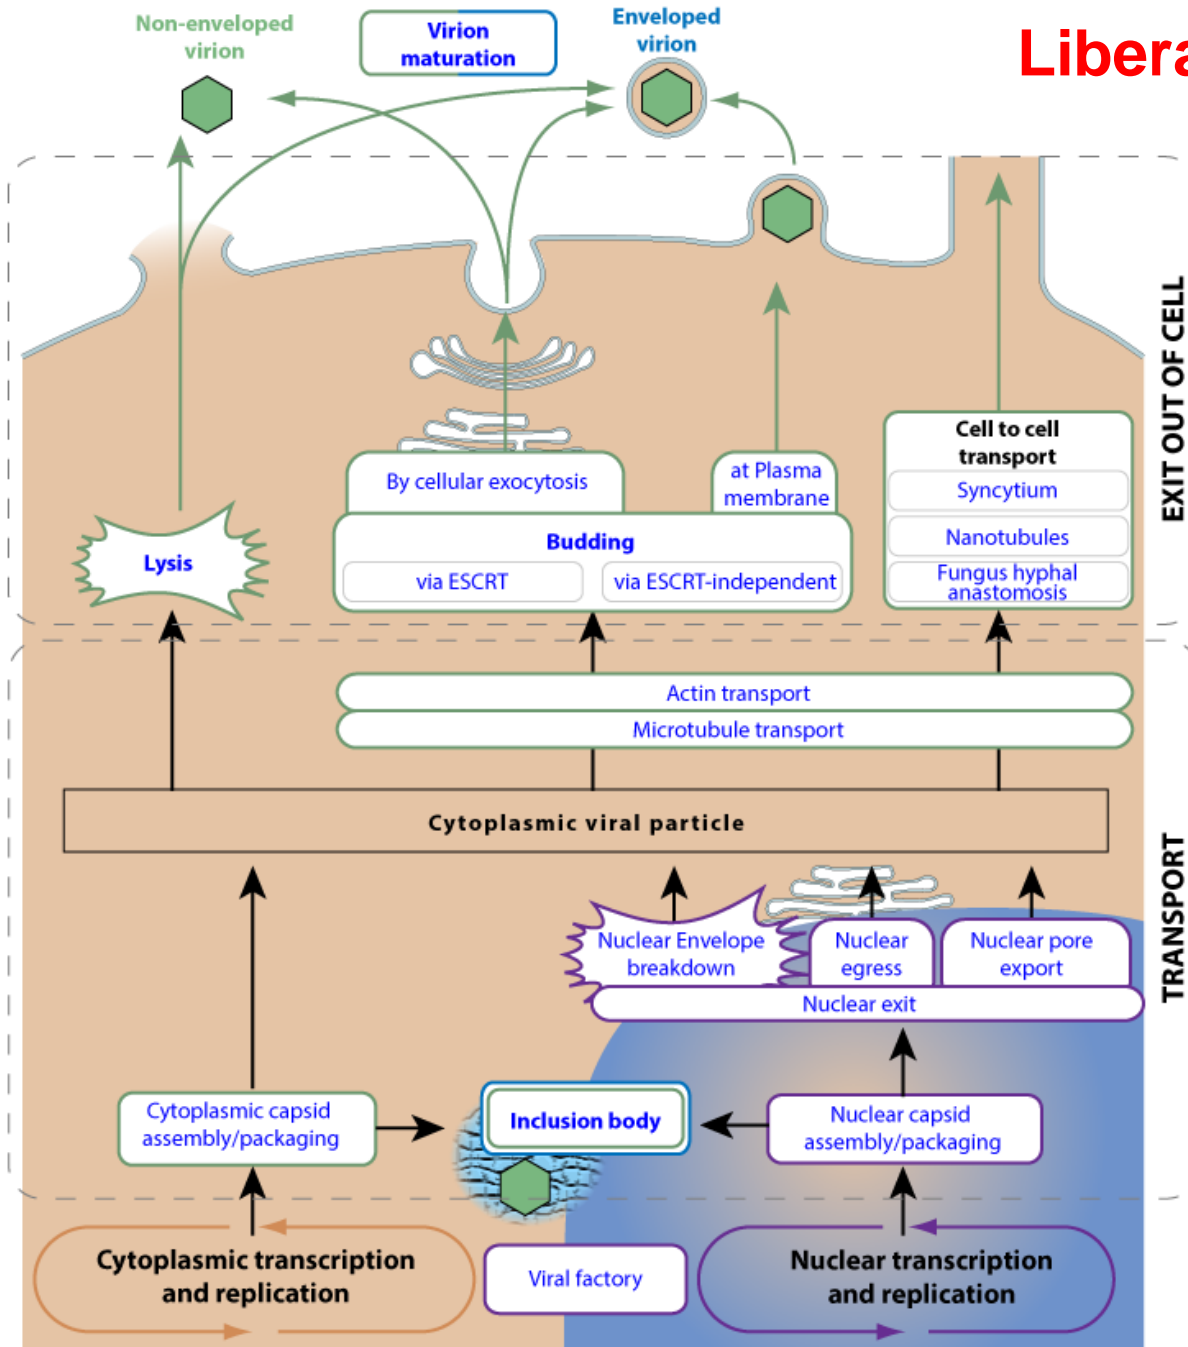 Non-enveloped
virion
Virion
maturation
Enveloped
virion
Libera
EXIT OUT OF CELL
Cell to cell
transport
Syncytium
Nanotubules
Fungus hyphal
anastomosis
By cellular exocytosis
at Plasma
membrane
Budding
via ESCRT
via ESCRT-independent
Lysis
Actin transport
Microtubule transport
Cytoplasmic viral particle
TRANSPORT
Nuclear Envelope
breakdown
Nuclear
egress
Nuclear pore
export
Nuclear exit
Cytoplasmic capsid
assembly/packaging
Inclusion body
Nuclear capsid
assembly/packaging
Cytoplasmic transcription
and replication
Viral factory
Nuclear transcription
and replication